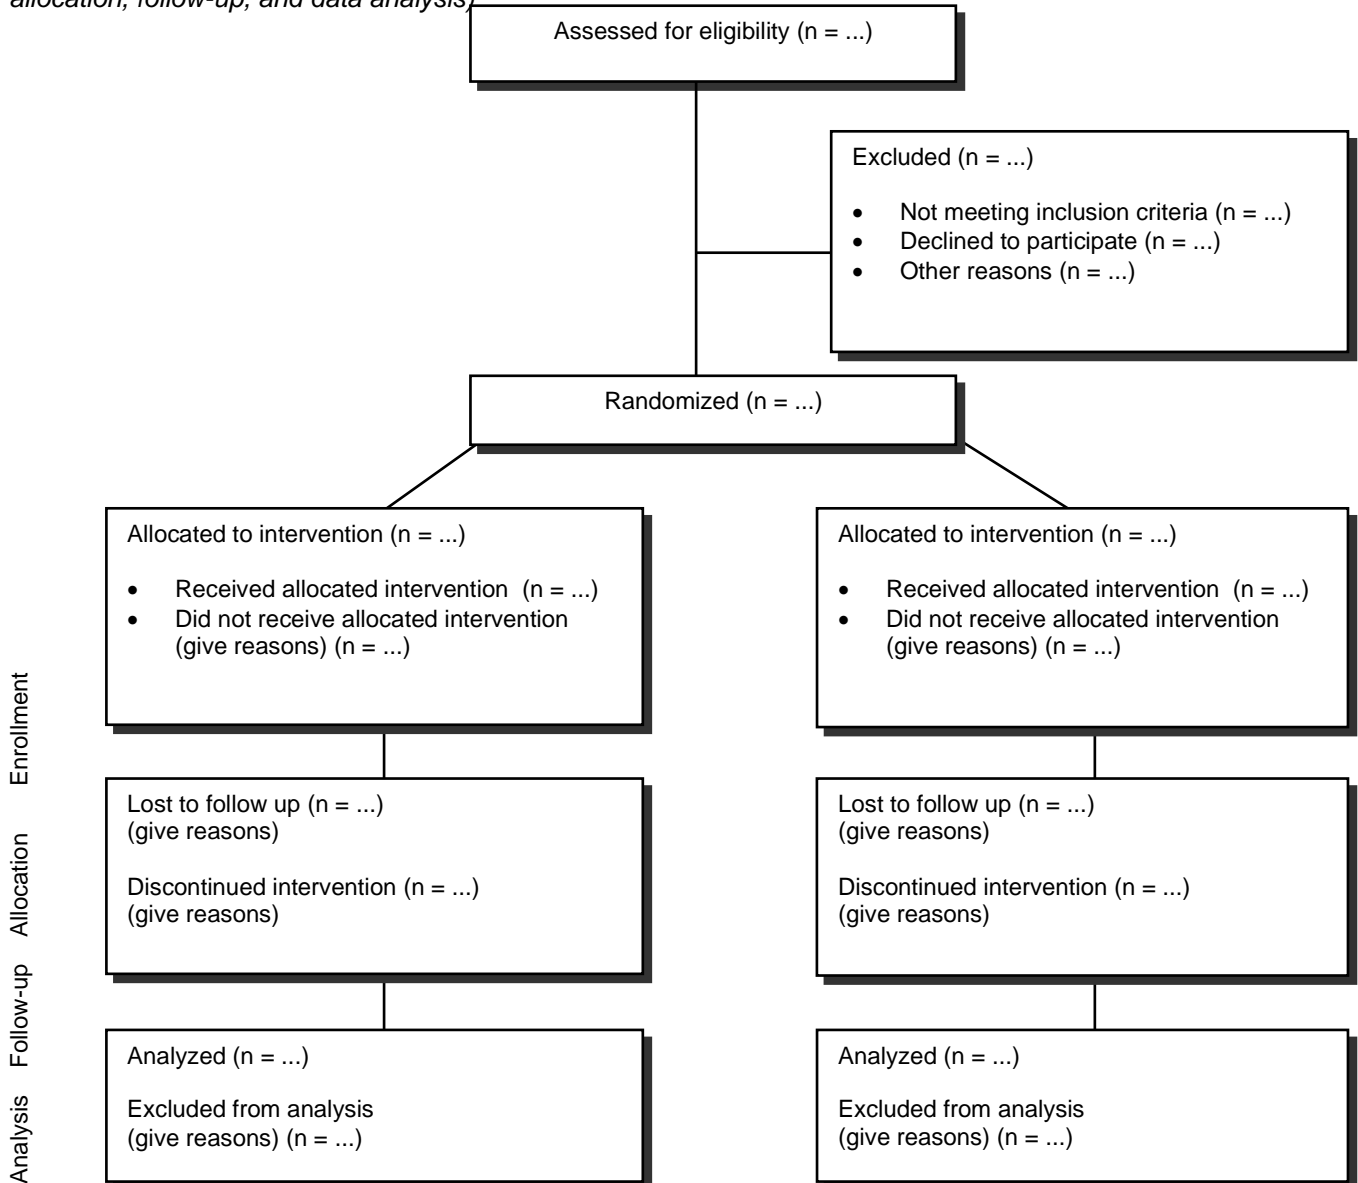 allocation, follow-up, and data analysis)
Assessed for eligibility (n = ...)
Excluded (n = ...)
• Not meeting inclusion criteria (n = ...)
• Declined to participate (n = ...)
• Other reasons (n = ...)
Randomized (n = ...)
Allocated to intervention (n = ...)
• Received allocated intervention  (n = ...)
• Did not receive allocated intervention
(give reasons) (n = ...)
Allocated to intervention (n = ...)
• Received allocated intervention  (n = ...)
• Did not receive allocated intervention
(give reasons) (n = ...)
Lost to follow up (n = ...)
(give reasons)
Discontinued intervention (n = ...)
(give reasons)
Lost to follow up (n = ...)
(give reasons)
Discontinued intervention (n = ...)
(give reasons)
Analyzed (n = ...)
Excluded from analysis
(give reasons) (n = ...)
Analyzed (n = ...)
Excluded from analysis
(give reasons) (n = ...)
Analysis Follow-up Allocation Enrollment